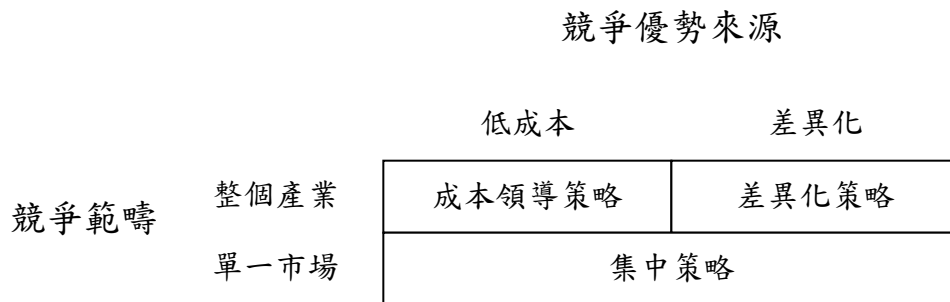 競爭優勢來源
低成本 差異化
整個產業 成本領導策略 差異化策略
競爭範疇
單一市場 集中策略